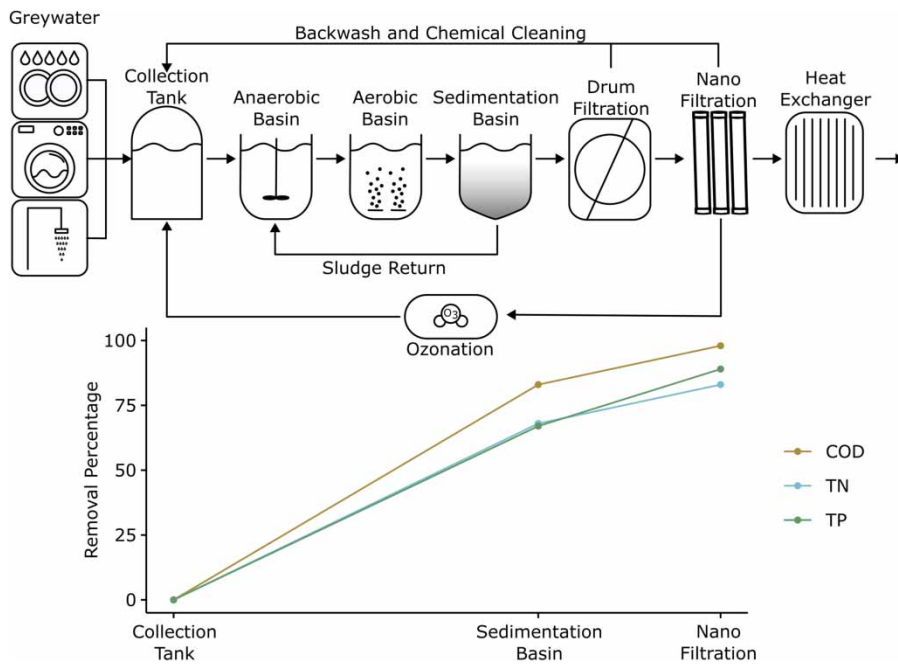 Greywater
Backwash and Chemical Cleaning
Collection
Tank
Anaerobic
Basin
Aerobic
Basin
Sedimentation
Basin
Drum
Filtration
Nano
Filtration
Heat
Exchanger
Sludge Return
O3
Ozonation
Removal Percentage
100
75
50
25
0
COD
TN
TP
Collection
Tank
Sedimentation
Basin
Nano
Filtration